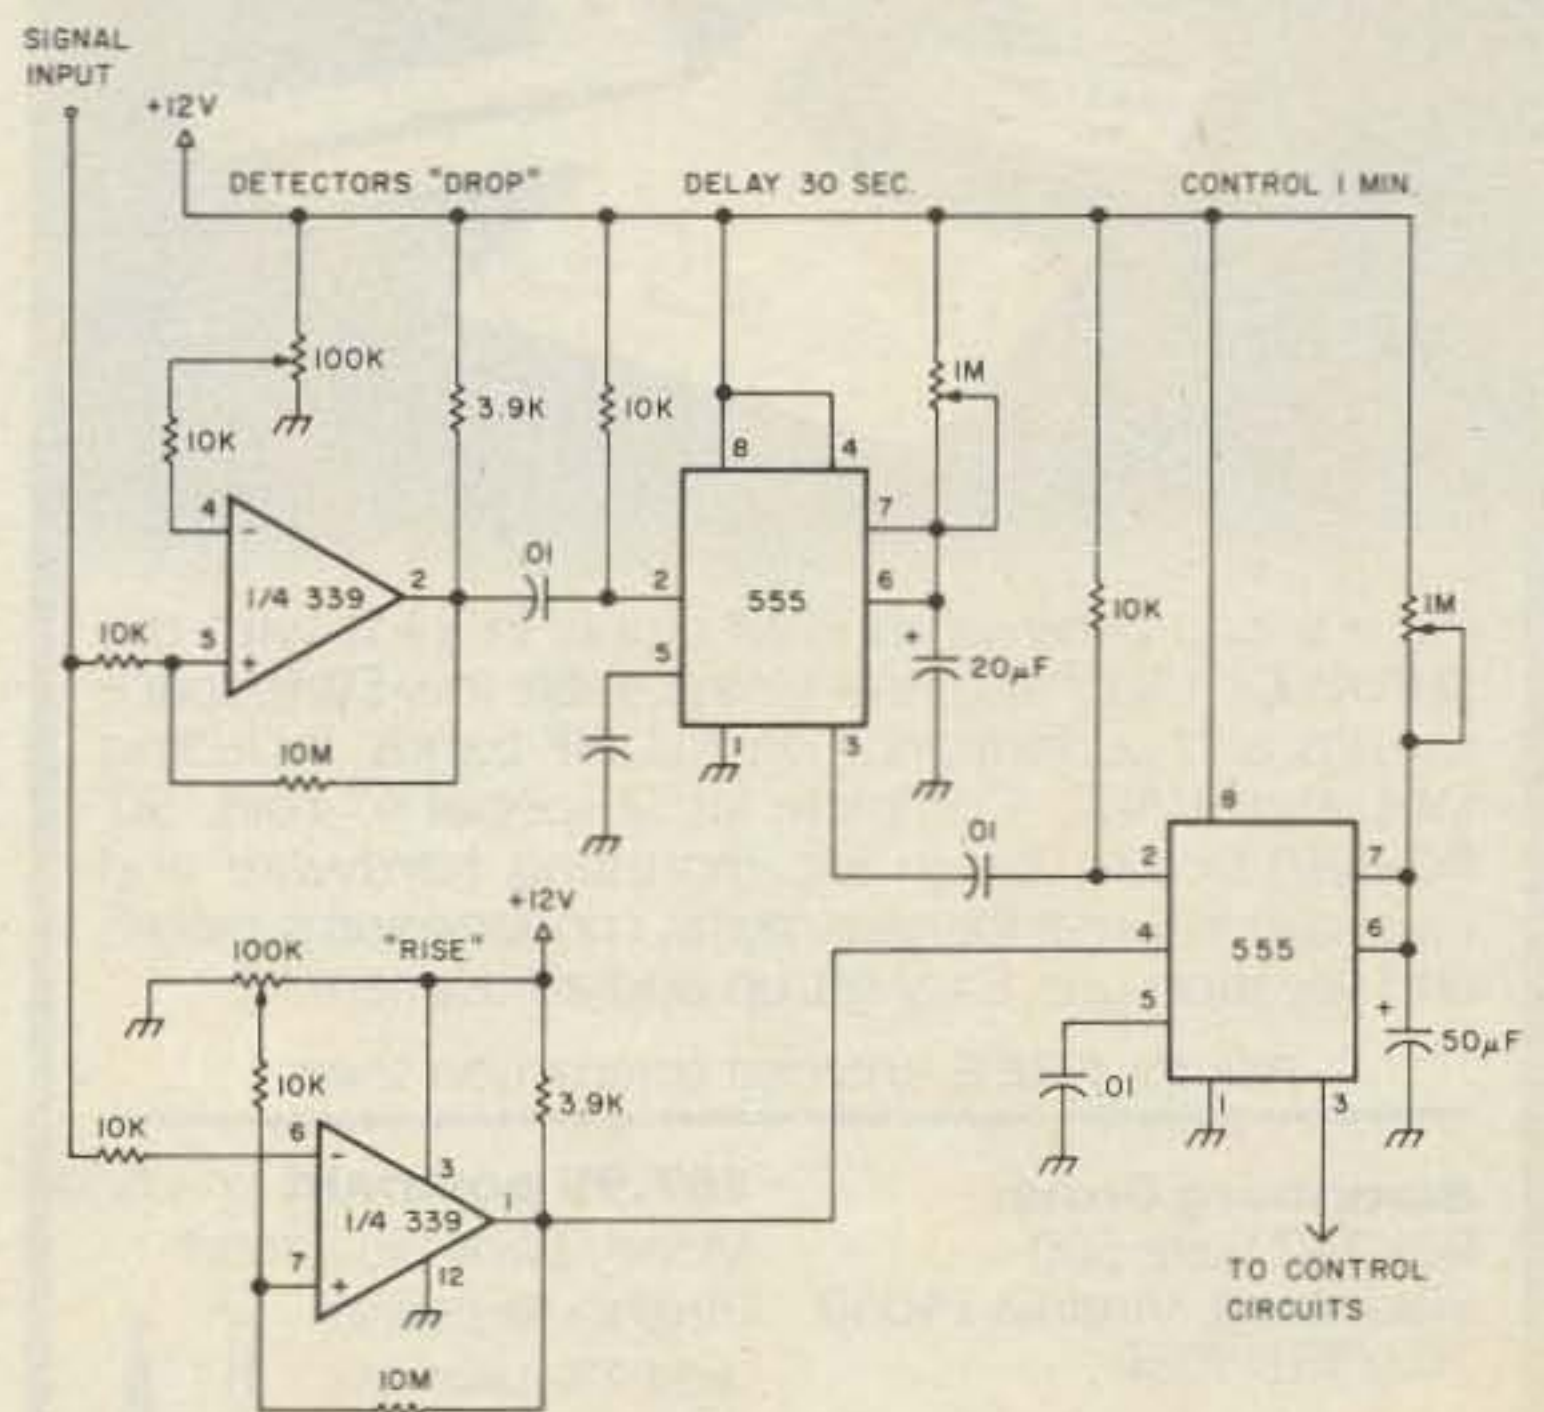 SIGNAL
INPUT
+12V
DETECTORS "DROP"
DELAY 30 SEC.
CONTROL 1 MIN.
100K
10K
3.9K
10K
1M
8
4
4
-
1/4 339
2
.01
2
555
7
6
10K
5
+
5
+
20µF
10K
1M
10M
1
3
8
.01
2
7
+12V
100K
"RISE"
4
555
6
5
+
50µF
10K
3.9K
.01
1
3
10K
6
-
3
1/4 339
1
7
+
12
TO CONTROL
CIRCUITS
10M